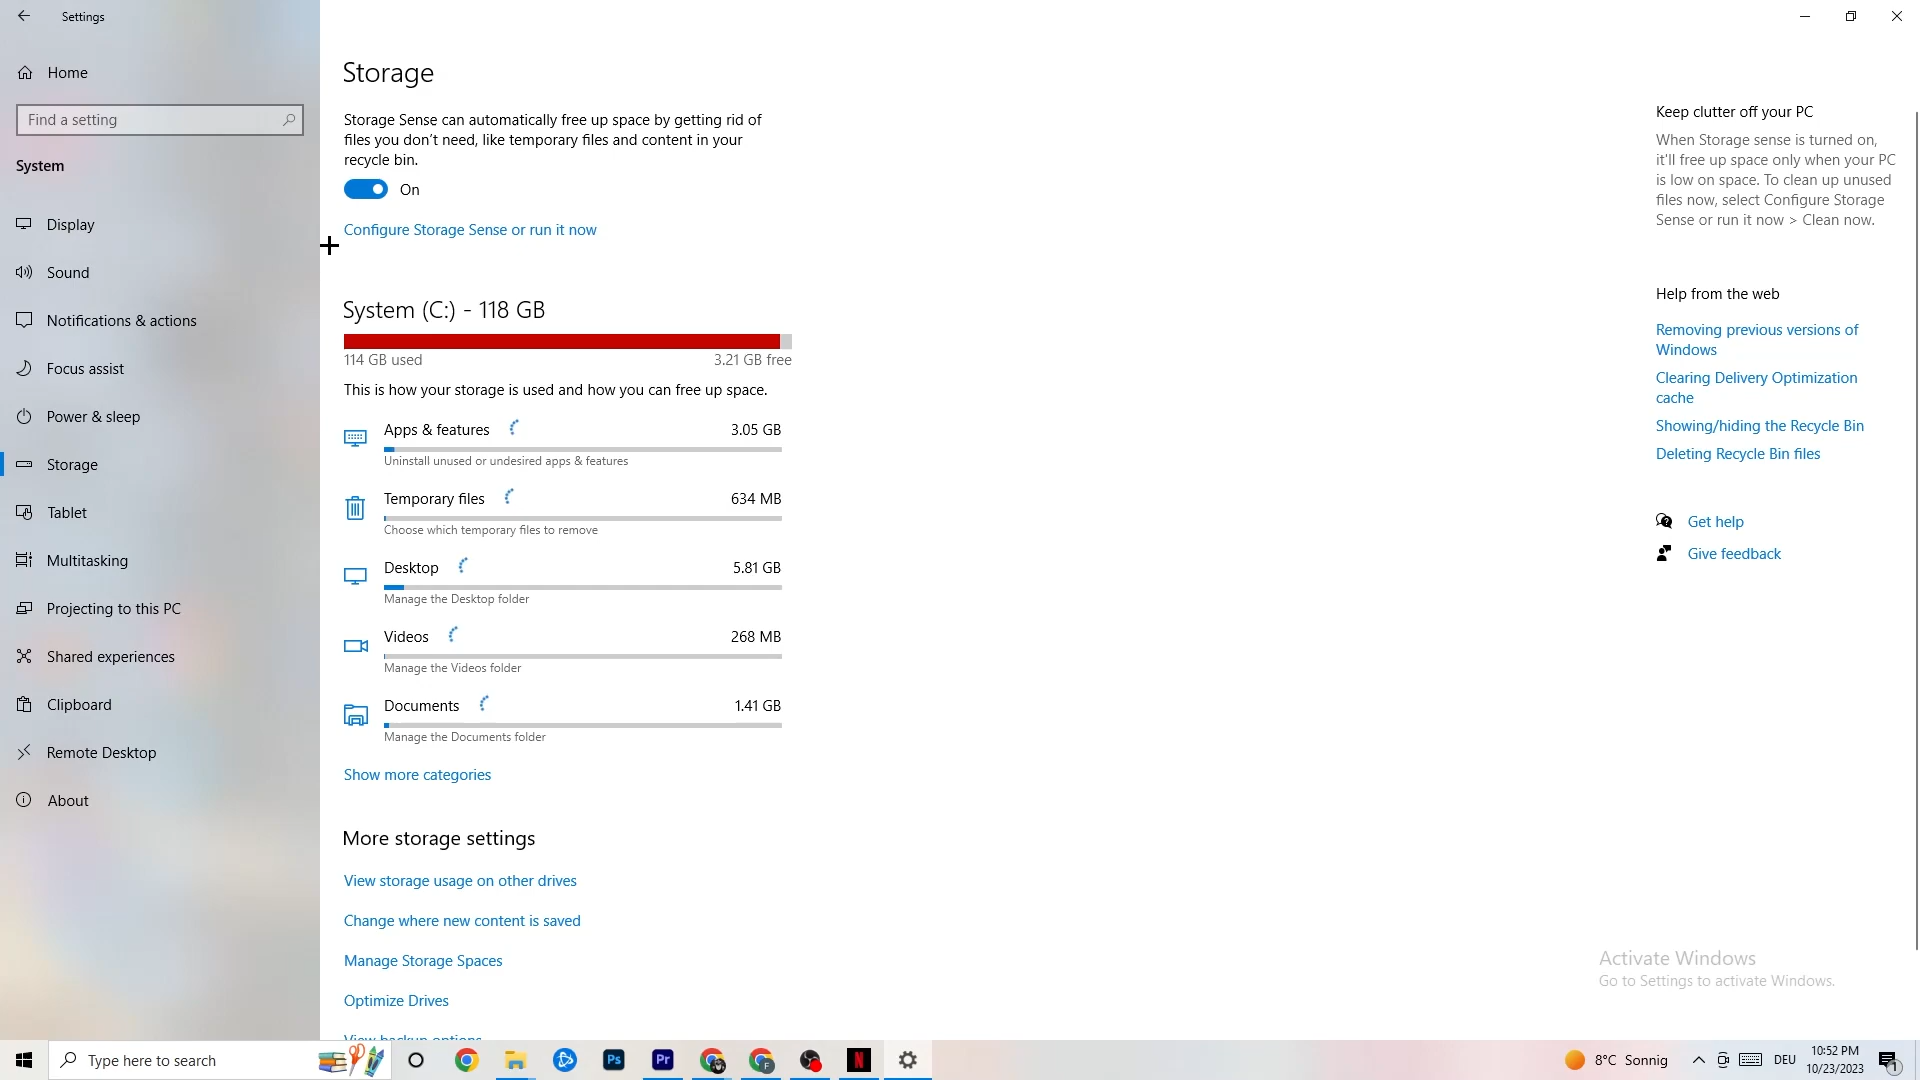 Settings
Home
Find a setting
System
Display
Sound
Notifications & actions
Focus assist
Power & sleep
Storage
Tablet
Multitasking
Projecting to this PC
Shared experiences
Clipboard
Remote Desktop
About
Storage
Storage Sense can automatically free up space by getting rid of
files you don't need, like temporary files and content in your
recycle bin.
On
Configure Storage Sense or run it now
System (C:) - 118 GB
114 GB used 3.21 GB free
This is how your storage is used and how you can free up space.
Apps & features 3.05 GB
Uninstall unused or undesired apps & features
Temporary files 634 MB
Choose which temporary files to remove
Desktop 5.81 GB
Manage the Desktop folder
Videos 268 MB
Manage the Videos folder
Documents 1.41 GB
Manage the Documents folder
Show more categories
More storage settings
View storage usage on other drives
Change where new content is saved
Manage Storage Spaces
Optimize Drives
View backup options
Keep clutter off your PC
When Storage sense is turned on,
it'll free up space only when your PC
is low on space. To clean up unused
files now, select Configure Storage
Sense or run it now > Clean now.
Help from the web
Removing previous versions of
Windows
Clearing Delivery Optimization
cache
Showing/hiding the Recycle Bin
Deleting Recycle Bin files
Get help
Give feedback
Activate Windows
Go to Settings to activate Windows.
Type here to search
Ps
Pr
F
N
8°C Sonnig
DEU
10:52 PM
10/23/2023
1